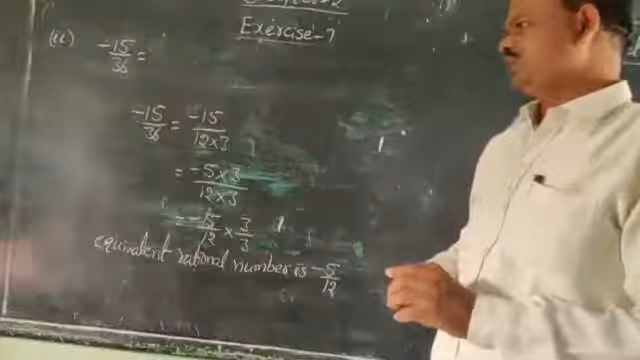 Exercise-7
(ii) -15/36 =
-15/36 = -15/12×3
= -5×3/12×3
= -5/12 × 3/3
equivalent rational number is -5/12